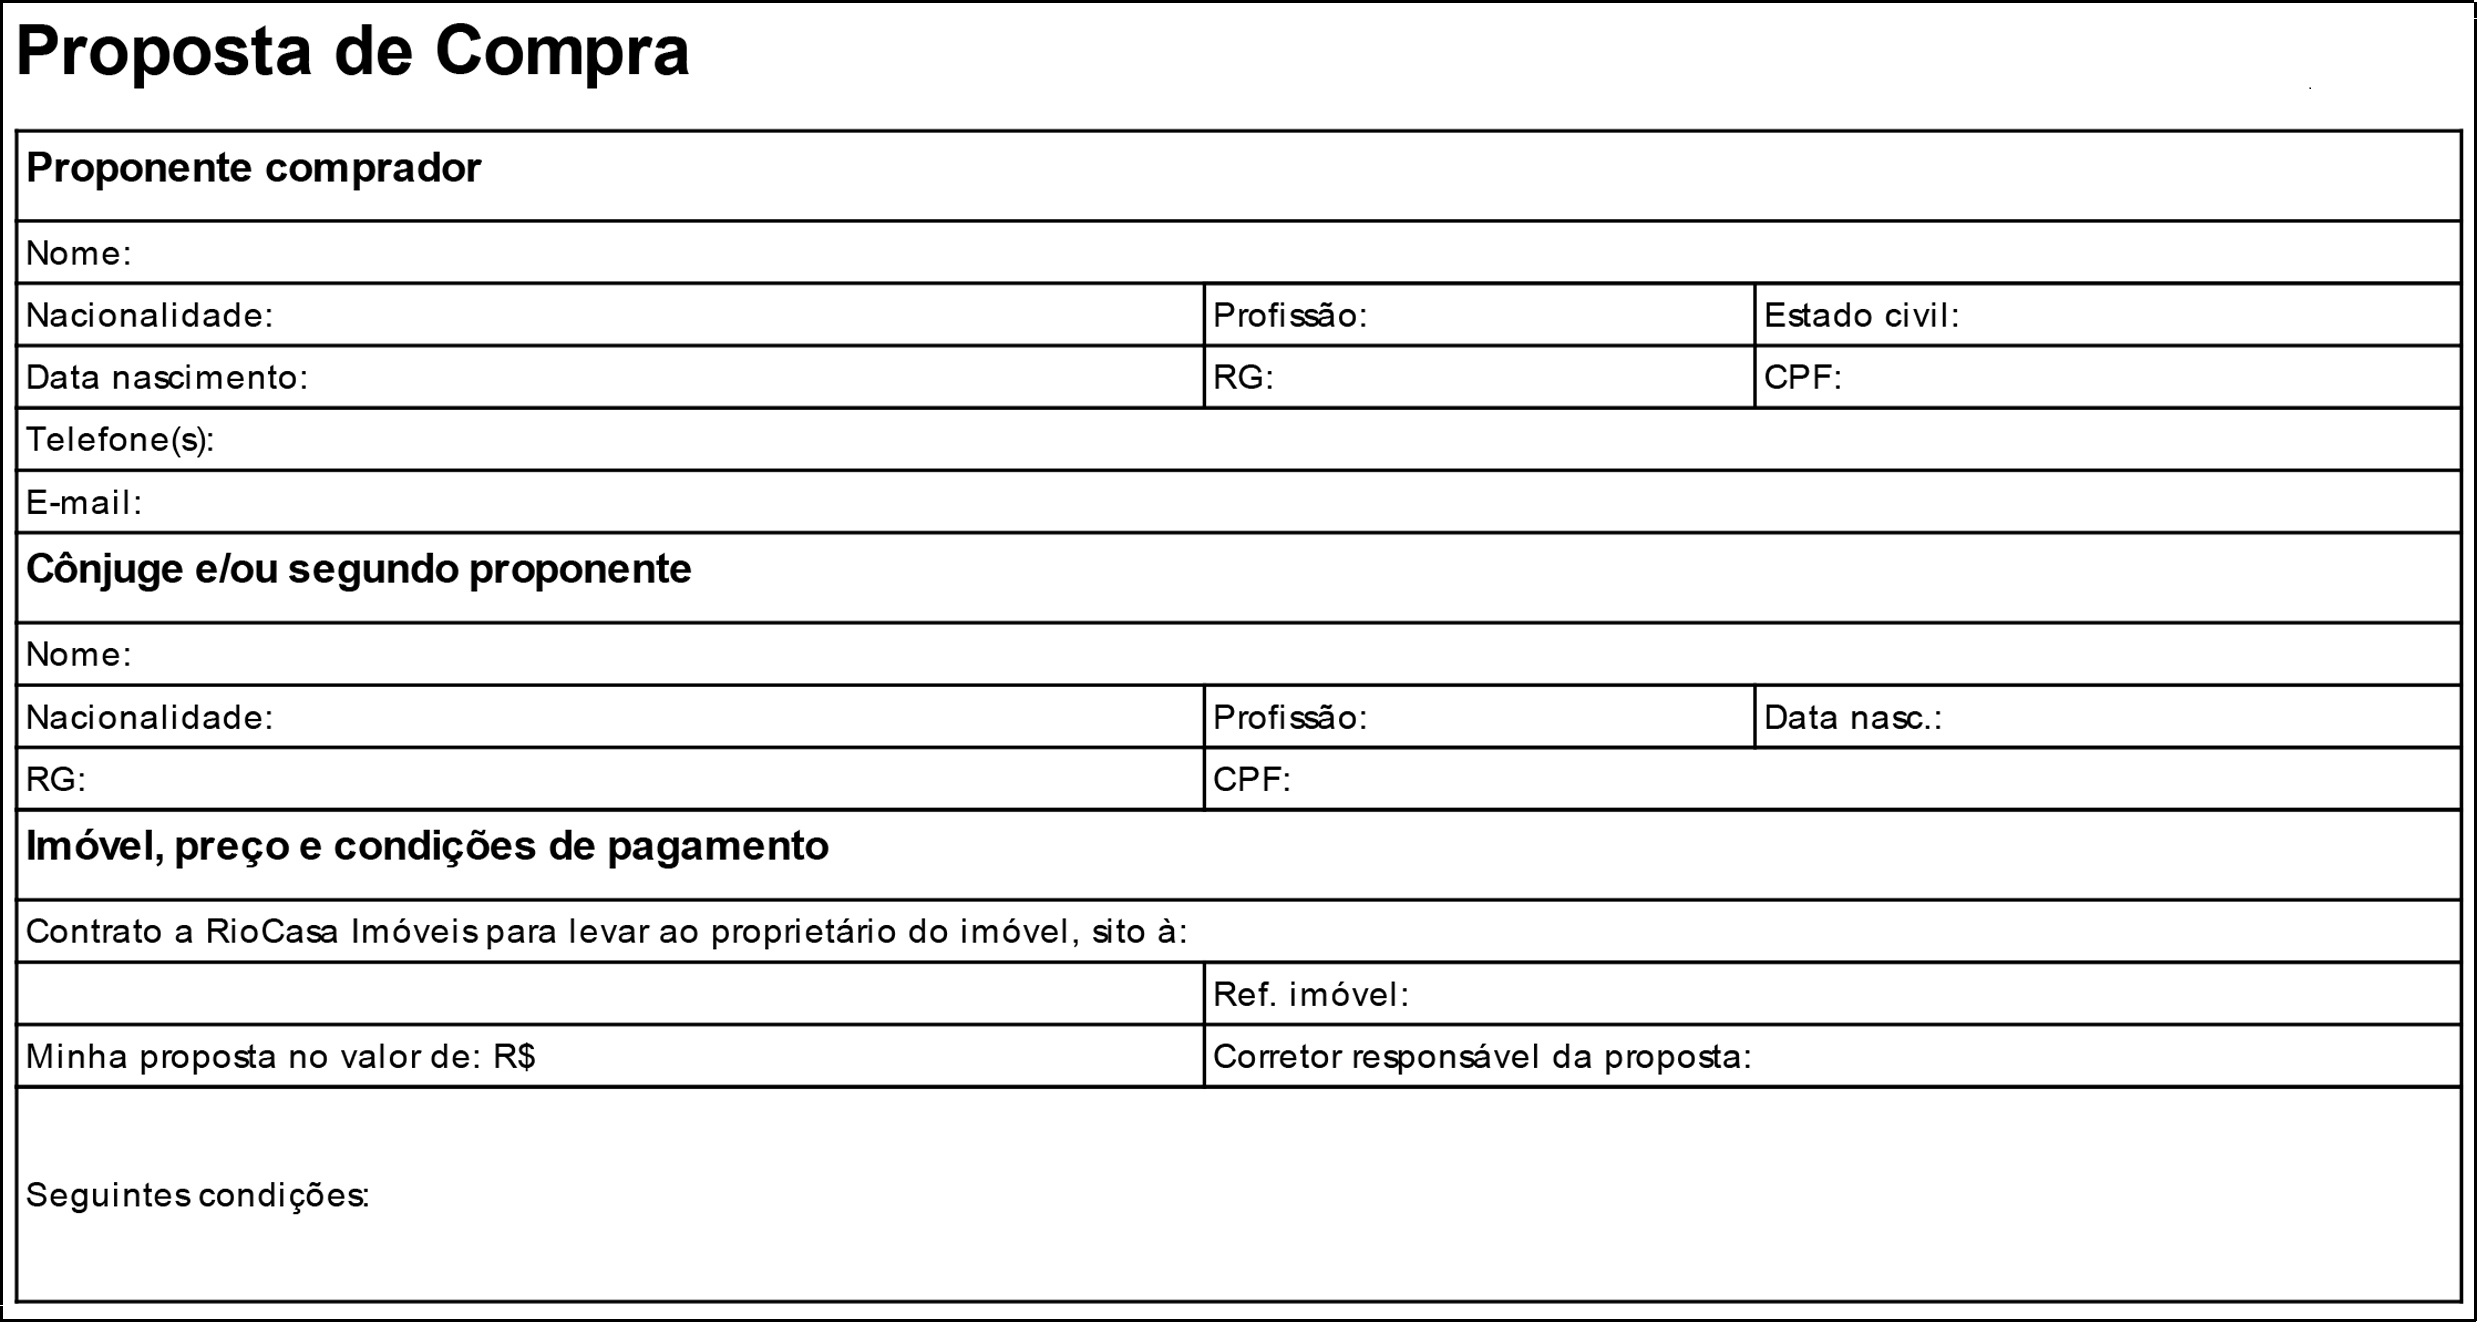 Proposta de Compra
Proponente comprador
Nome:
Nacionalidade: Profissão: Estado civil:
Data nascimento: RG: CPF:
Telefone(s):
E-mail:
Cônjuge e/ou segundo proponente
Nome:
Nacionalidade: Profissão: Data nasc.:
RG: CPF:
Imóvel, preço e condições de pagamento
Contrato a RioCasa Imóveis para levar ao proprietário do imóvel, sito à:
Ref. imóvel:
Minha proposta no valor de: R$ Corretor responsável da proposta:
Seguintes condições: